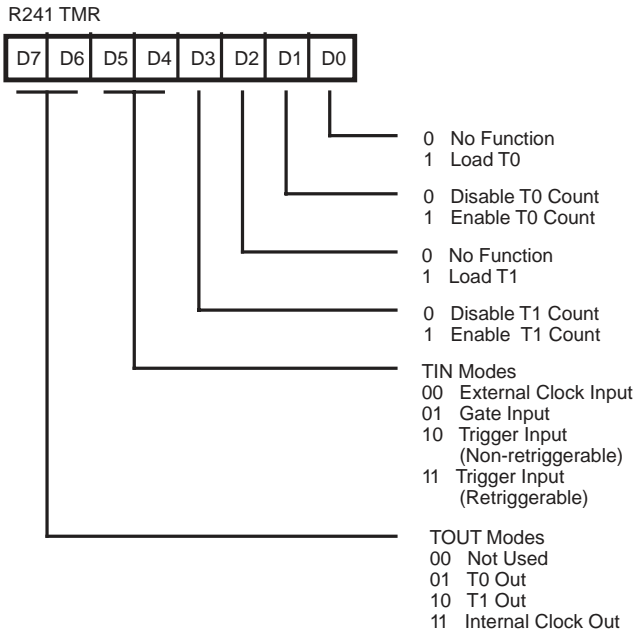 R241 TMR
D7 D6 D5 D4 D3 D2 D1 D0
0 No Function
1 Load T0
0 Disable T0 Count
1 Enable T0 Count
0 No Function
1 Load T1
0 Disable T1 Count
1 Enable T1 Count
TIN Modes
00 External Clock Input
01 Gate Input
10 Trigger Input
(Non-retriggerable)
11 Trigger Input
(Retriggerable)
TOUT Modes
00 Not Used
01 T0 Out
10 T1 Out
11 Internal Clock Out